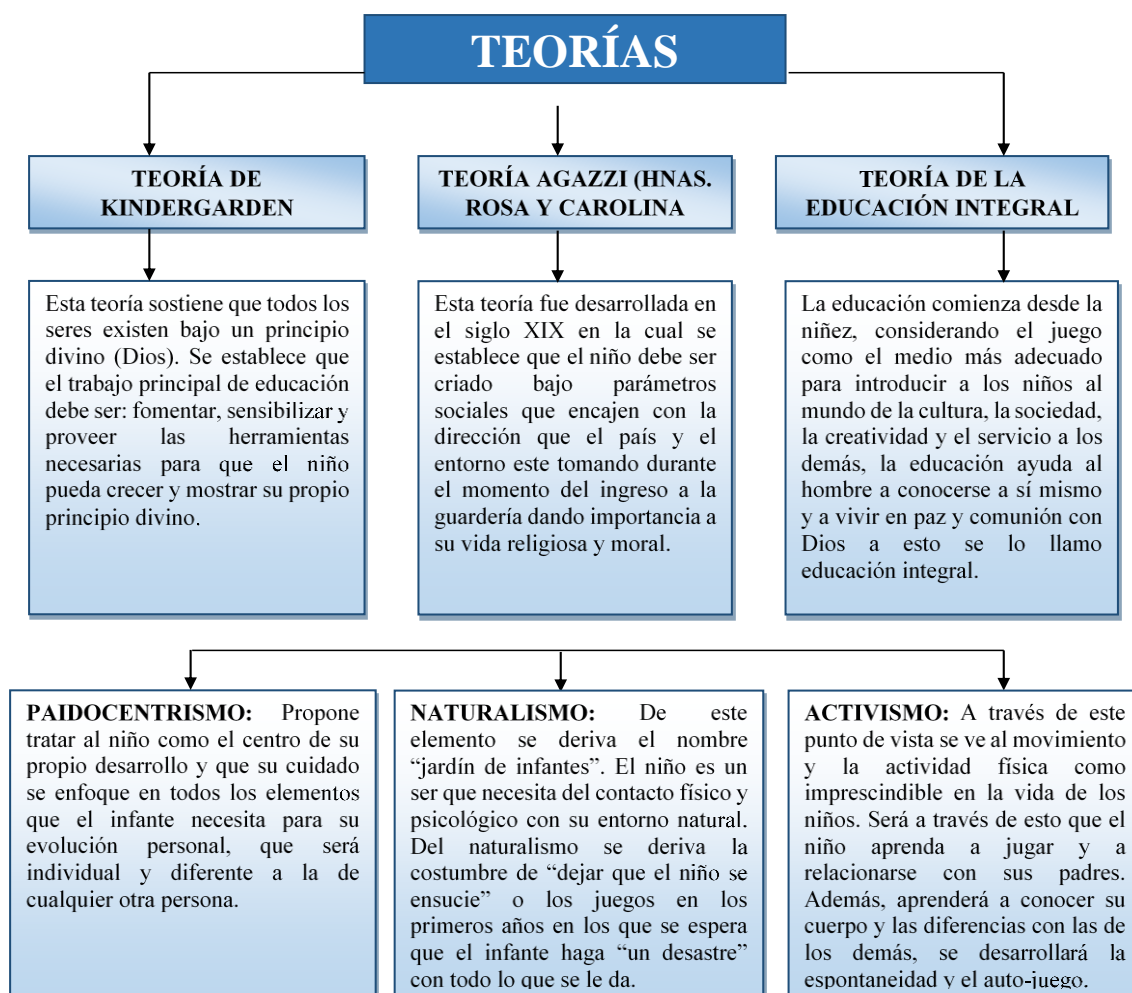 TEORÍAS
TEORÍA DE
KINDERGARDEN
TEORÍA AGAZZI (HNAS.
ROSA Y CAROLINA
TEORÍA DE LA
EDUCACIÓN INTEGRAL
Esta teoría sostiene que todos los
seres existen bajo un principio
divino (Dios). Se establece que
el trabajo principal de educación
debe ser: fomentar, sensibilizar y
proveer las herramientas
necesarias para que el niño
pueda crecer y mostrar su propio
principio divino.
Esta teoría fue desarrollada en
el siglo XIX en la cual se
establece que el niño debe ser
criado bajo parámetros
sociales que encajen con la
dirección que el país y el
entorno este tomando durante
el momento del ingreso a la
guardería dando importancia a
su vida religiosa y moral.
La educación comienza desde la
niñez, considerando el juego
como el medio más adecuado
para introducir a los niños al
mundo de la cultura, la sociedad,
la creatividad y el servicio a los
demás, la educación ayuda al
hombre a conocerse a sí mismo
y a vivir en paz y comunión con
Dios a esto se lo llamo
educación integral.
PAIDOCENTRISMO: Propone
tratar al niño como el centro de su
propio desarrollo y que su cuidado
se enfoque en todos los elementos
que el infante necesita para su
evolución personal, que será
individual y diferente a la de
cualquier otra persona.
NATURALISMO: De este
elemento se deriva el nombre
“jardín de infantes”. El niño es un
ser que necesita del contacto físico y
psicológico con su entorno natural.
Del naturalismo se deriva la
costumbre de “dejar que el niño se
ensucie” o los juegos en los
primeros años en los que se espera
que el infante haga “un desastre”
con todo lo que se le da.
ACTIVISMO: A través de este
punto de vista se ve al movimiento
y la actividad física como
imprescindible en la vida de los
niños. Será a través de esto que el
niño aprenda a jugar y a
relacionarse con sus padres.
Además, aprenderá a conocer su
cuerpo y las diferencias con las de
los demás, se desarrollará la
espontaneidad y el auto-juego.